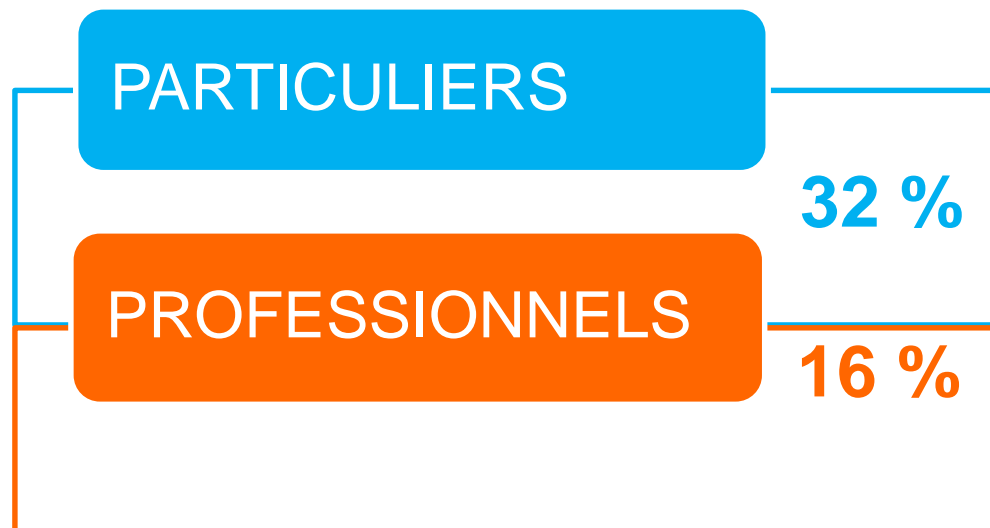 PARTICULIERS
32 %
PROFESSIONNELS
16 %